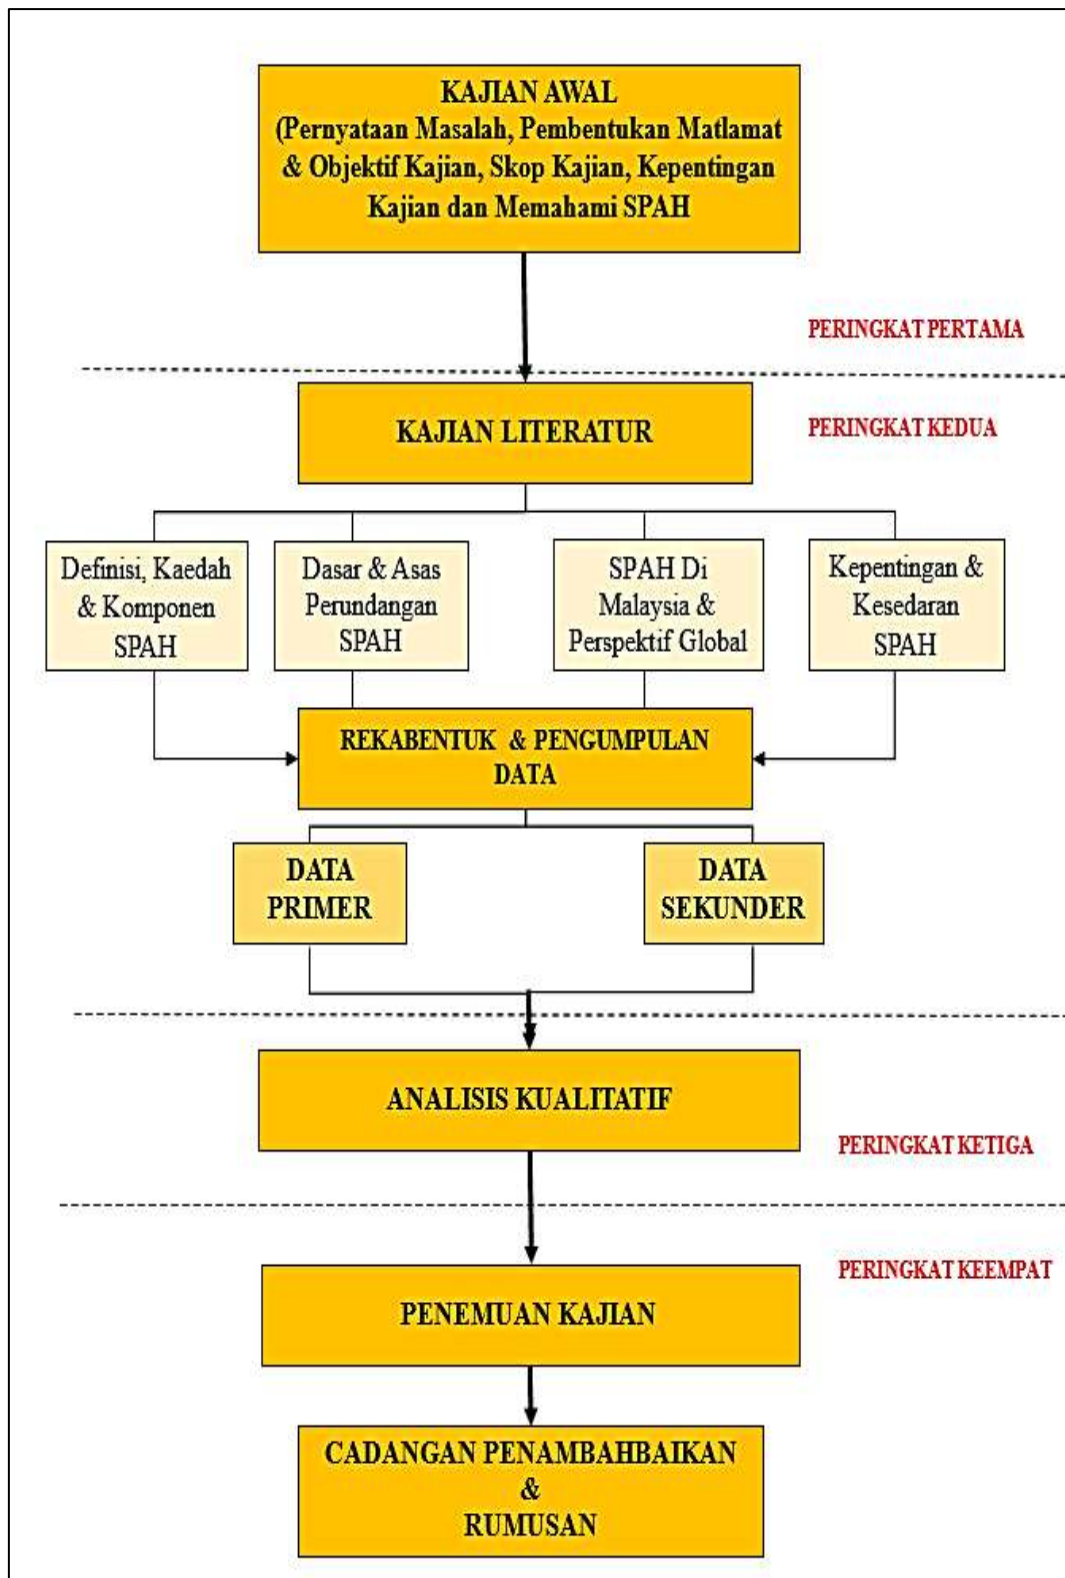 KAJIAN AWAL
(Pernyataan Masalah, Pembentukan Matlamat
& Objektif Kajian, Skop Kajian, Kepentingan
Kajian dan Memahami SPAH
PERINGKAT PERTAMA
KAJIAN LITERATUR
PERINGKAT KEDUA
Definisi, Kaedah
& Komponen
SPAH
Dasar & Asas
Perundangan
SPAH
SPAH Di
Malaysia &
Perspektif Global
Kepentingan &
Kesedaran
SPAH
REKABENTUK & PENGUMPULAN
DATA
DATA
PRIMER
DATA
SEKUNDER
ANALISIS KUALITATIF
PERINGKAT KETIGA
PERINGKAT KEEMPAT
PENEMUAN KAJIAN
CADANGAN PENAMBAHBAIKAN
&
RUMUSAN